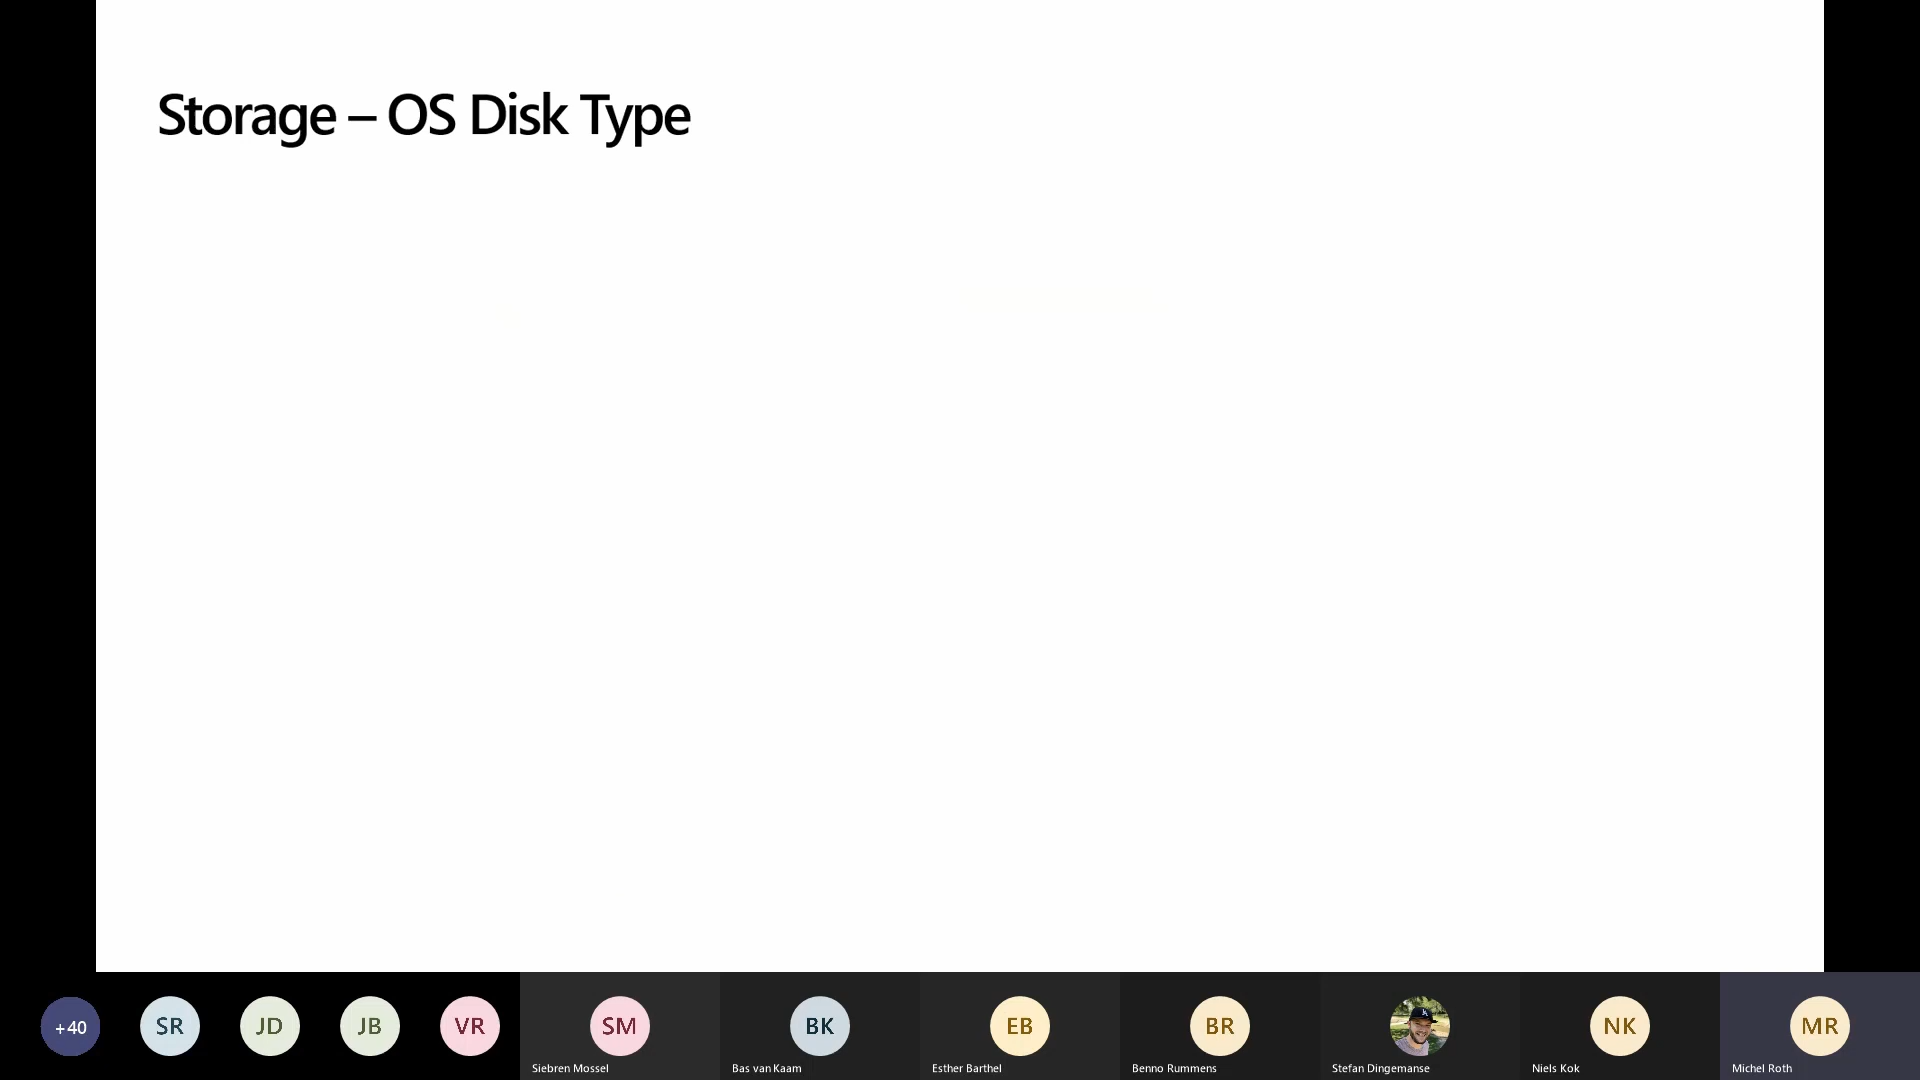 Storage – OS Disk Type
+40
SR
JD
JB
VR
SM
BK
EB
BR
NK
MR
Siebren Mossel
Bas van Kaam
Esther Barthel
Benno Rummens
Stefan Dingemanse
Niels Kok
Michel Roth